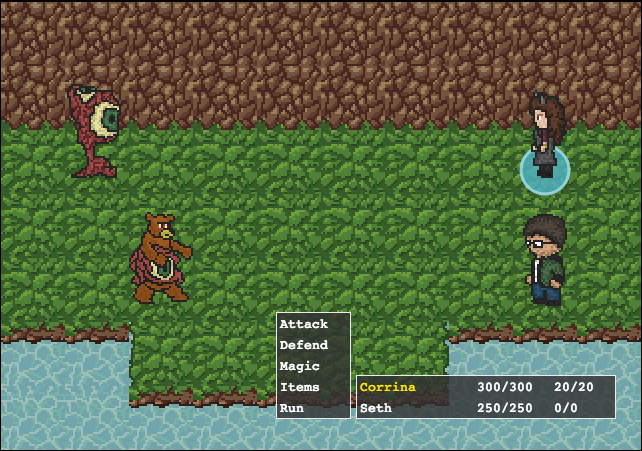 Attack
Defend
Magic
Items
Run
Corrina 300/300 20/20
Seth 250/250 0/0